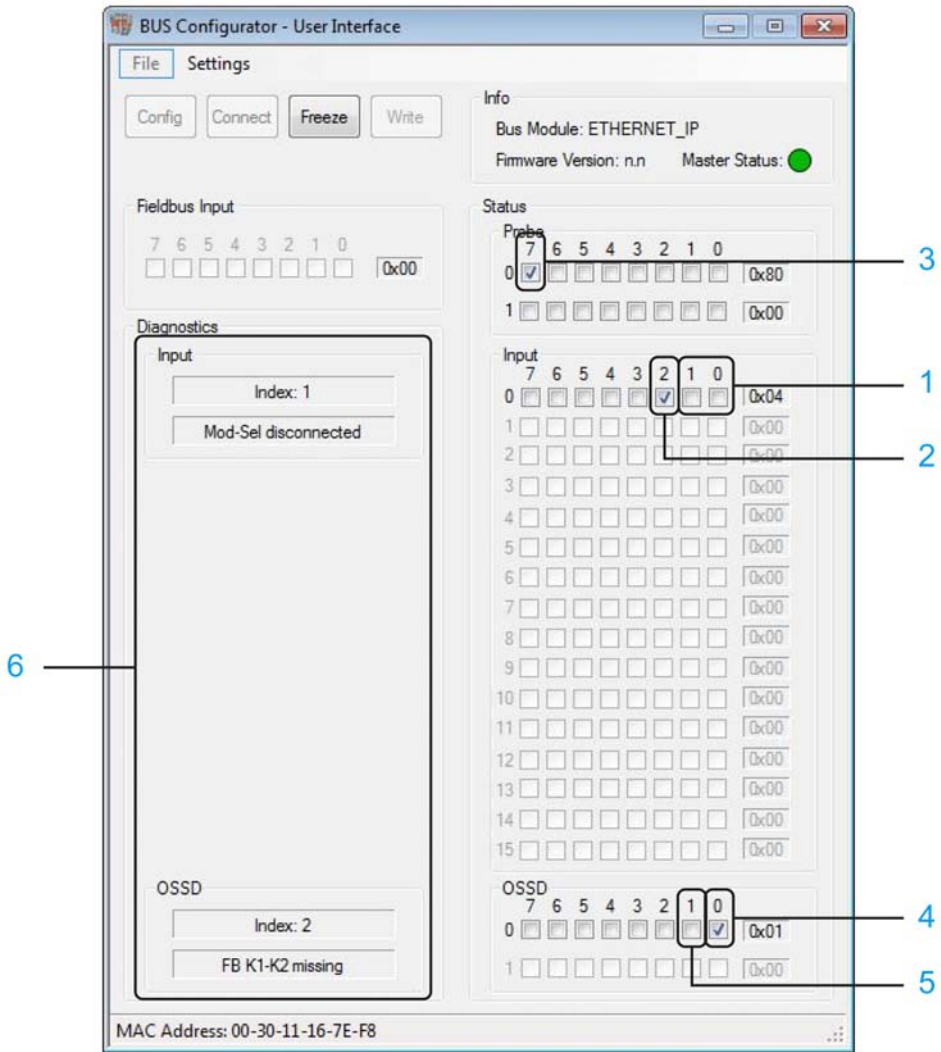 BUS Configurator - User Interface
File Settings
Config Connect Freeze Write
Info
Bus Module: ETHERNET_IP
Firmware Version: n.n Master Status:
Fieldbus Input
7 6 5 4 3 2 1 0
0x00
Status
Probe
7 6 5 4 3 2 1 0
0 0x80
1 0x00
3
Diagnostics
Input
Index: 1
Mod-Sel disconnected
Input
7 6 5 4 3 2 1 0
0 0x04
1 0x00
2 0x00
3 0x00
4 0x00
5 0x00
6 0x00
7 0x00
8 0x00
9 0x00
10 0x00
11 0x00
12 0x00
13 0x00
14 0x00
15 0x00
1
2
6
OSSD
Index: 2
FB K1-K2 missing
OSSD
7 6 5 4 3 2 1 0
0 0x01
1 0x00
4
5
MAC Address: 00-30-11-16-7E-F8